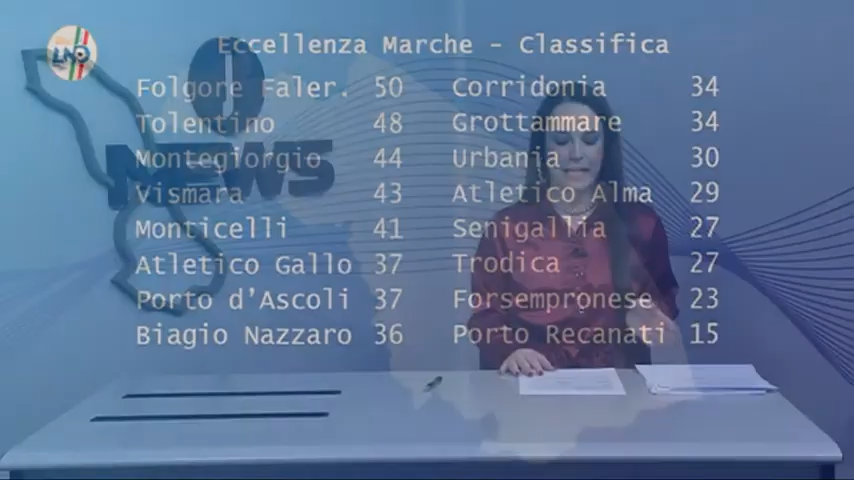 LND
J
NEWS
Eccellenza Marche - Classifica
Folgore Faler. 50
Tolentino 48
Montegiorgio 44
Vismara 43
Monticelli 41
Atletico Gallo 37
Porto d'Ascoli 37
Biagio Nazzaro 36
Corridonia 34
Grottammare 34
Urbania 30
Atletico Alma 29
Senigallia 27
Trodica 27
Forsempronese 23
Porto Recanati 15